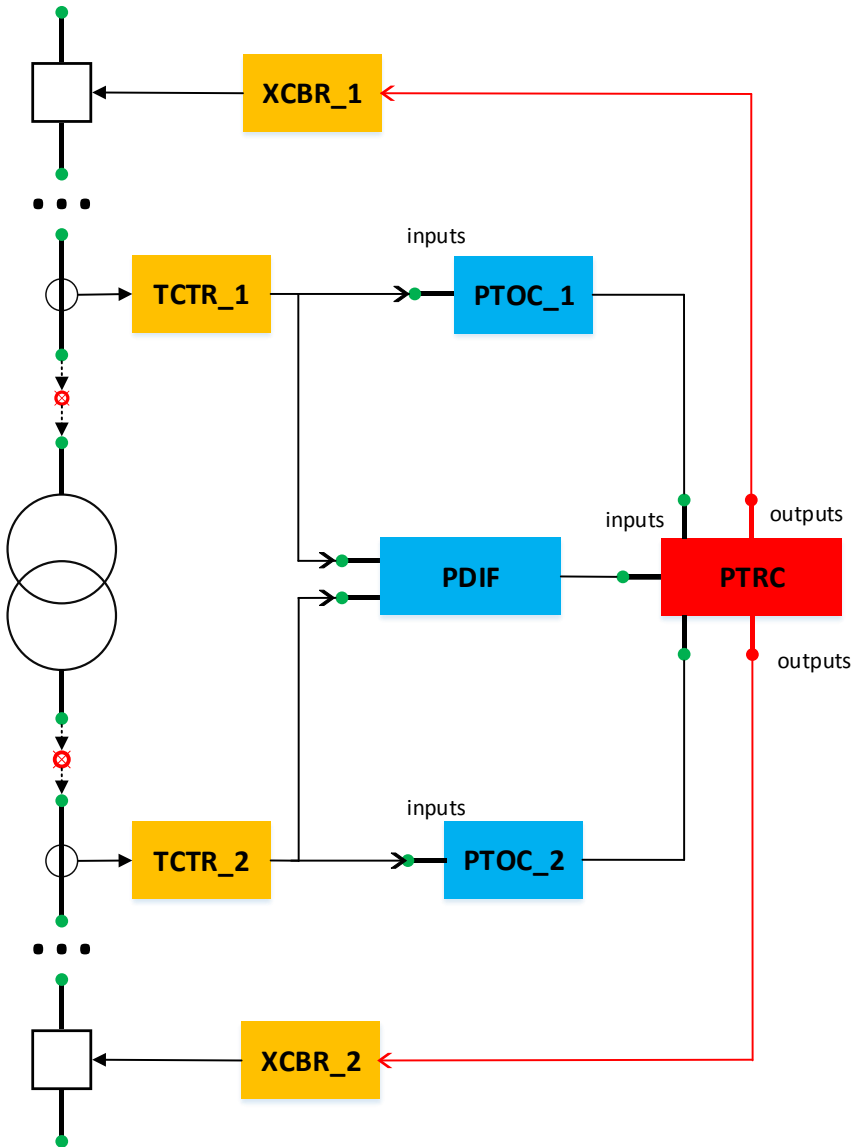 XCBR_1
inputs
TCTR_1
PTOC_1
inputs
outputs
PDIF
PTRC
outputs
inputs
TCTR_2
PTOC_2
XCBR_2